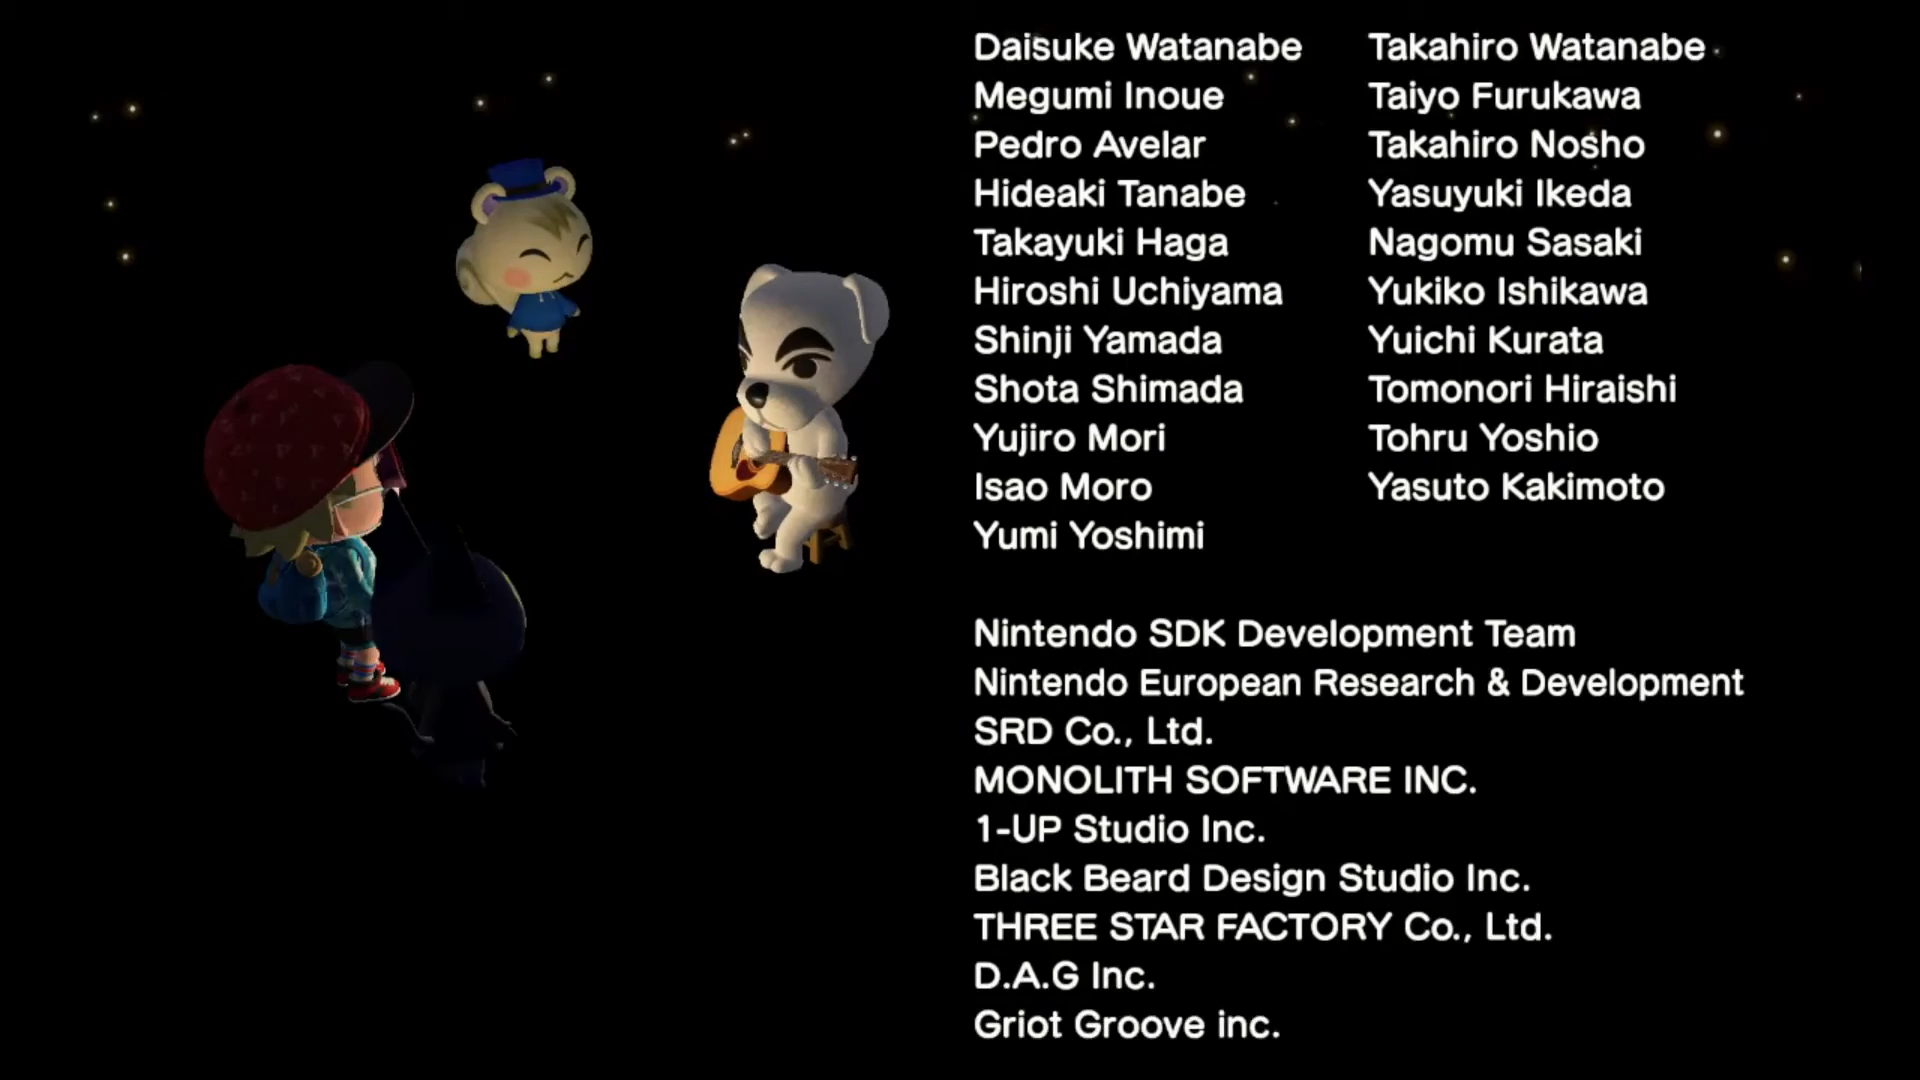 Daisuke Watanabe Takahiro Watanabe
Megumi Inoue Taiyo Furukawa
Pedro Avelar Takahiro Nosho
Hideaki Tanabe Yasuyuki Ikeda
Takayuki Haga Nagomu Sasaki
Hiroshi Uchiyama Yukiko Ishikawa
Shinji Yamada Yuichi Kurata
Shota Shimada Tomonori Hiraishi
Yujiro Mori Tohru Yoshio
Isao Moro Yasuto Kakimoto
Yumi Yoshimi
Nintendo SDK Development Team
Nintendo European Research & Development
SRD Co., Ltd.
MONOLITH SOFTWARE INC.
1-UP Studio Inc.
Black Beard Design Studio Inc.
THREE STAR FACTORY Co., Ltd.
D.A.G Inc.
Griot Groove inc.